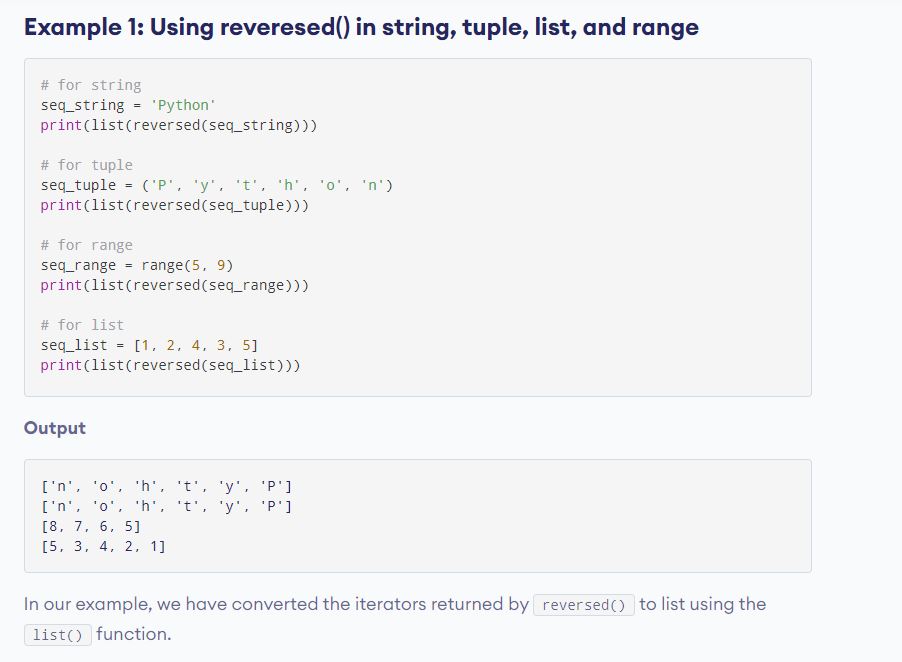 Example 1: Using reveresed() in string, tuple, list, and range
# for string
seq_string = 'Python'
print(list(reversed(seq_string)))
# for tuple
seq_tuple = ('P', 'y', 't', 'h', 'o', 'n')
print(list(reversed(seq_tuple)))
# for range
seq_range = range(5, 9)
print(list(reversed(seq_range)))
# for list
seq_list = [1, 2, 4, 3, 5]
print(list(reversed(seq_list)))
Output
['n', 'o', 'h', 't', 'y', 'P']
['n', 'o', 'h', 't', 'y', 'P']
[8, 7, 6, 5]
[5, 3, 4, 2, 1]
In our example, we have converted the iterators returned by reversed() to list using the
list() function.